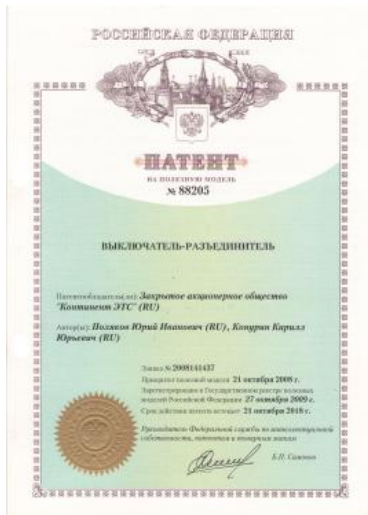 РОССИЙСКАЯ ФЕДЕРАЦИЯ
ПАТЕНТ
НА ПОЛЕЗНУЮ МОДЕЛЬ
№ 88205
ВЫКЛЮЧАТЕЛЬ-РАЗЪЕДИНИТЕЛЬ
Патентообладатель(ли): Закрытое акционерное общество
"Континент ЭТС" (RU)
Автор(ы): Поляков Юрий Иванович (RU), Конурин Кирилл
Юрьевич (RU)
Заявка № 2008141437
Приоритет полезной модели 21 октября 2008 г.
Зарегистрировано в Государственном реестре полезных
моделей Российской Федерации 27 октября 2009 г.
Срок действия патента истекает 21 октября 2018 г.
Руководитель Федеральной службы по интеллектуальной
собственности, патентам и товарным знакам
Б.П. Симонов